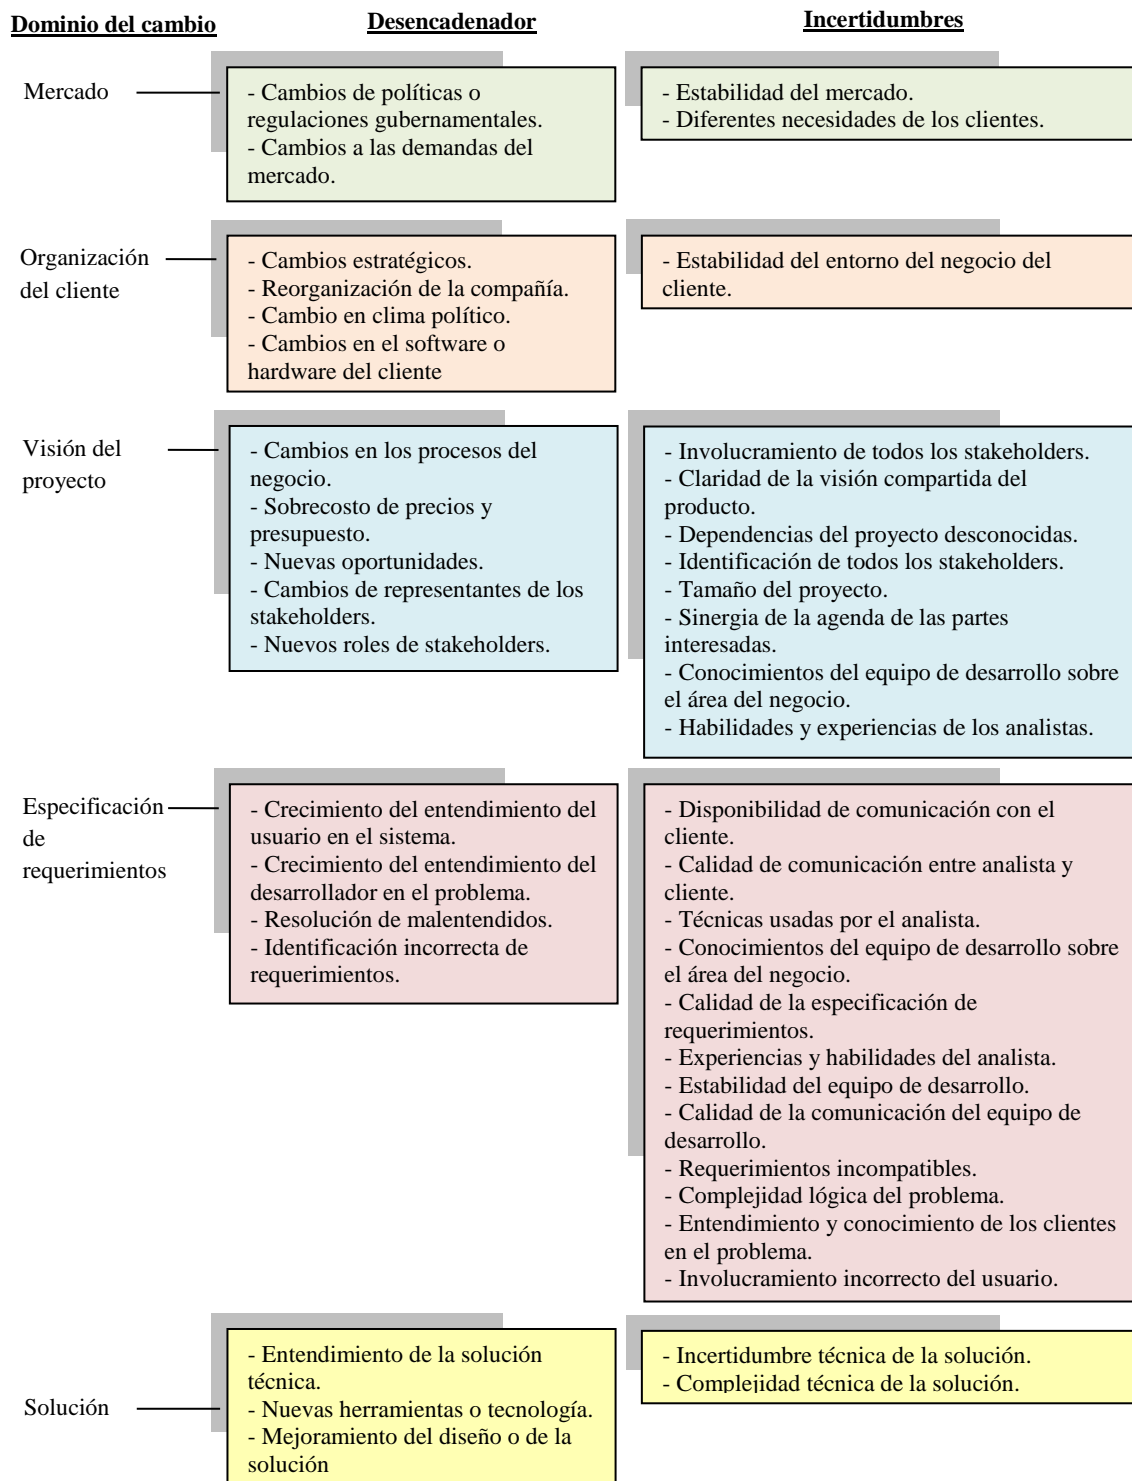 Dominio del cambio
Desencadenador
Incertidumbres
Mercado
- Cambios de políticas o
regulaciones gubernamentales.
- Cambios a las demandas del
mercado.
- Estabilidad del mercado.
- Diferentes necesidades de los clientes.
Organización
del cliente
- Cambios estratégicos.
- Reorganización de la compañía.
- Cambio en clima político.
- Cambios en el software o
hardware del cliente
- Estabilidad del entorno del negocio del
cliente.
Visión del
proyecto
- Cambios en los procesos del
negocio.
- Sobrecosto de precios y
presupuesto.
- Nuevas oportunidades.
- Cambios de representantes de los
stakeholders.
- Nuevos roles de stakeholders.
- Involucramiento de todos los stakeholders.
- Claridad de la visión compartida del
producto.
- Dependencias del proyecto desconocidas.
- Identificación de todos los stakeholders.
- Tamaño del proyecto.
- Sinergia de la agenda de las partes
interesadas.
- Conocimientos del equipo de desarrollo sobre
el área del negocio.
- Habilidades y experiencias de los analistas.
Especificación
de
requerimientos
- Crecimiento del entendimiento del
usuario en el sistema.
- Crecimiento del entendimiento del
desarrollador en el problema.
- Resolución de malentendidos.
- Identificación incorrecta de
requerimientos.
- Disponibilidad de comunicación con el
cliente.
- Calidad de comunicación entre analista y
cliente.
- Técnicas usadas por el analista.
- Conocimientos del equipo de desarrollo sobre
el área del negocio.
- Calidad de la especificación de
requerimientos.
- Experiencias y habilidades del analista.
- Estabilidad del equipo de desarrollo.
- Calidad de la comunicación del equipo de
desarrollo.
- Requerimientos incompatibles.
- Complejidad lógica del problema.
- Entendimiento y conocimiento de los clientes
en el problema.
- Involucramiento incorrecto del usuario.
Solución
- Entendimiento de la solución
técnica.
- Nuevas herramientas o tecnología.
- Mejoramiento del diseño o de la
solución
- Incertidumbre técnica de la solución.
- Complejidad técnica de la solución.